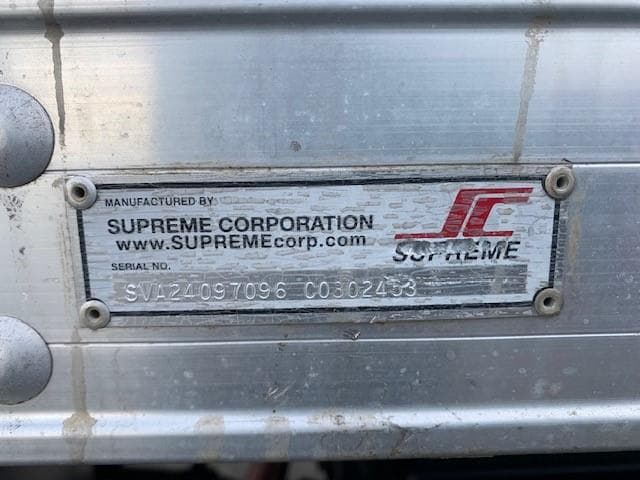 MANUFACTURED BY
SUPREME CORPORATION
www.SUPREMEcorp.com
SUPREME
SERIAL NO.
SVA24097096 C0302453